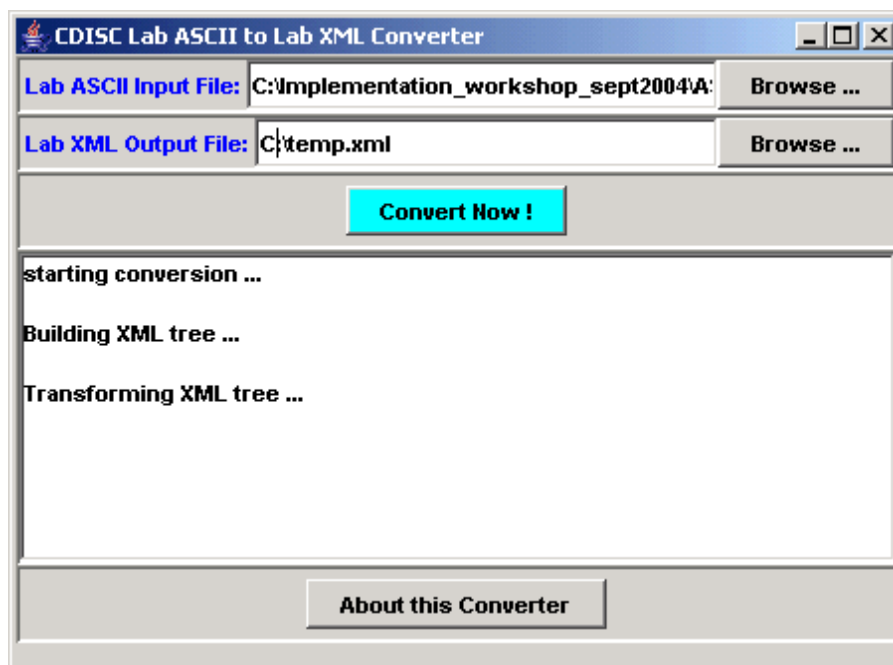 CDISC Lab ASCII to Lab XML Converter
Lab ASCII Input File: C:\Implementation_workshop_sept2004\A: Browse ...
Lab XML Output File: C:\temp.xml Browse ...
Convert Now !
starting conversion ...
Building XML tree ...
Transforming XML tree ...
About this Converter